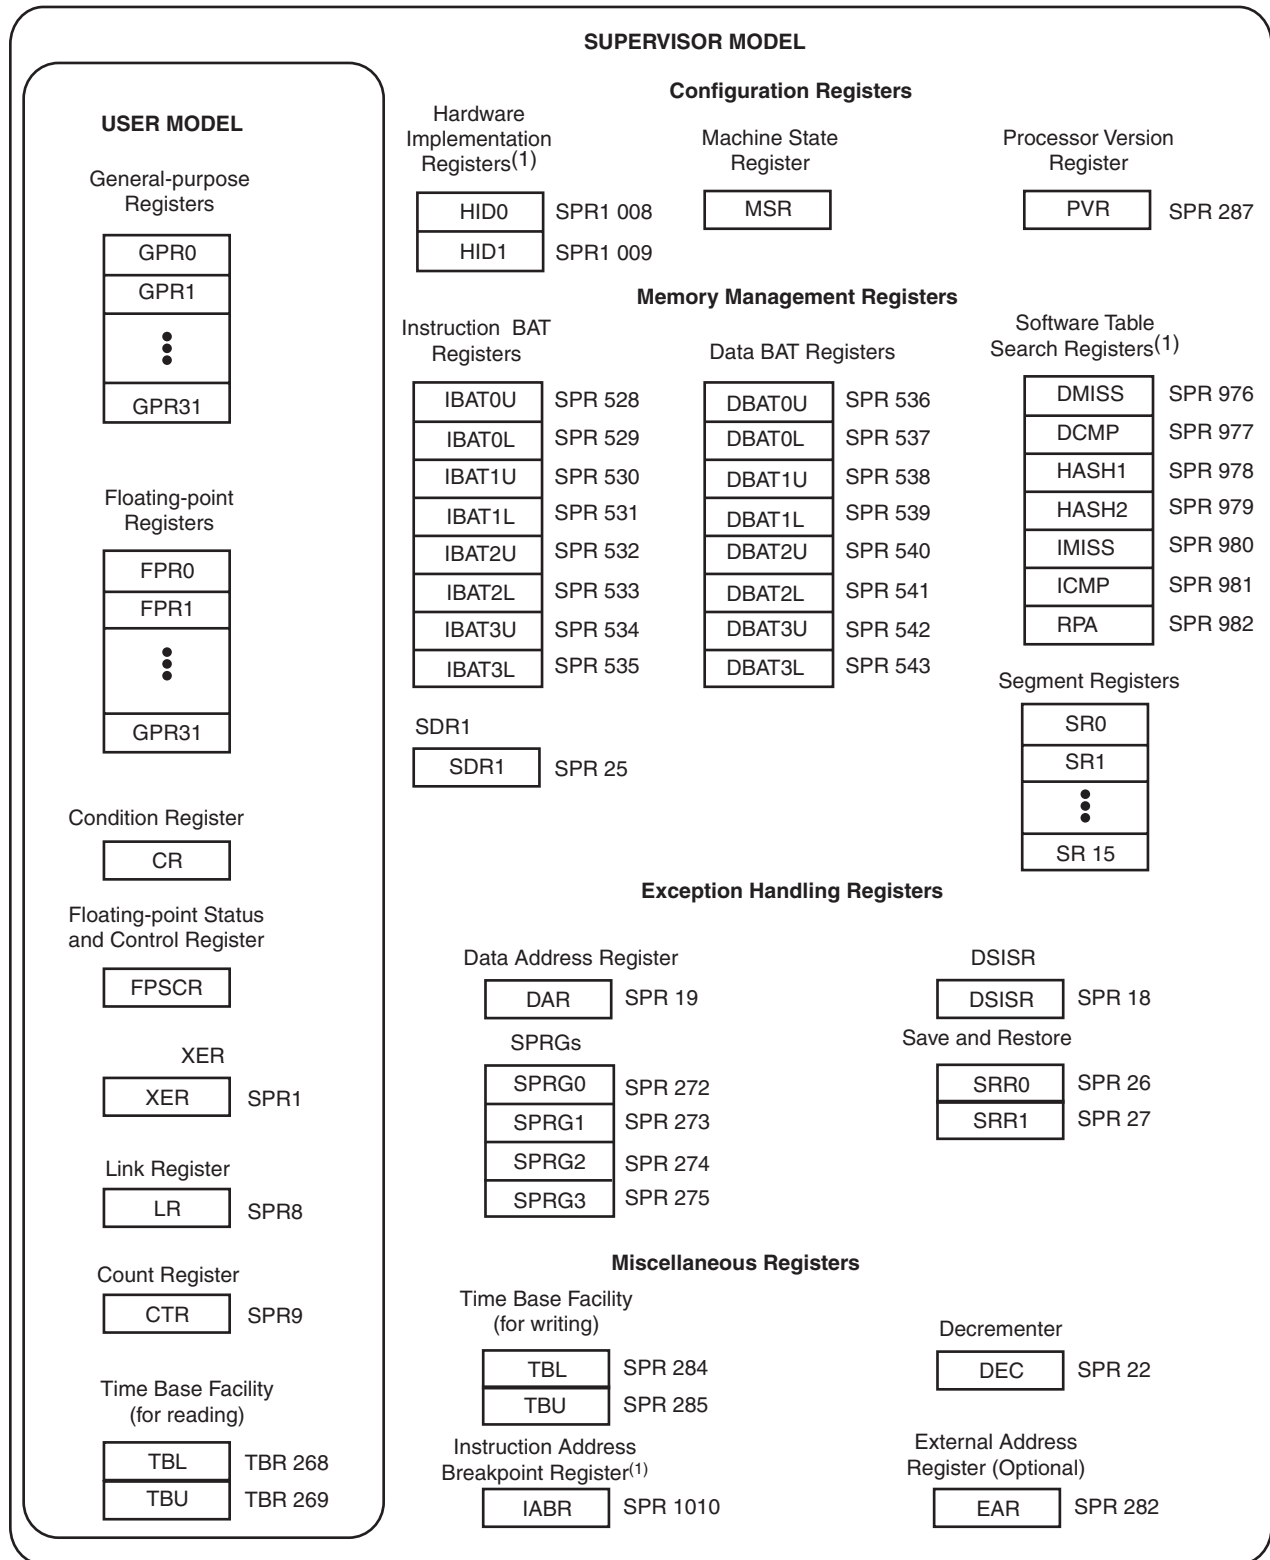 SUPERVISOR MODEL
USER MODEL
General-purpose
Registers
GPR0
GPR1
GPR31
Floating-point
Registers
FPR0
FPR1
GPR31
Condition Register
CR
Floating-point Status
and Control Register
FPSCR
XER
XER SPR1
Link Register
LR SPR8
Count Register
CTR SPR9
Time Base Facility
(for reading)
TBL TBR 268
TBU TBR 269
Configuration Registers
Hardware
Implementation
Registers(1)
HID0 SPR1 008
HID1 SPR1 009
Machine State
Register
MSR
Processor Version
Register
PVR SPR 287
Memory Management Registers
Instruction BAT
Registers
IBAT0U SPR 528
IBAT0L SPR 529
IBAT1U SPR 530
IBAT1L SPR 531
IBAT2U SPR 532
IBAT2L SPR 533
IBAT3U SPR 534
IBAT3L SPR 535
Data BAT Registers
DBAT0U SPR 536
DBAT0L SPR 537
DBAT1U SPR 538
DBAT1L SPR 539
DBAT2U SPR 540
DBAT2L SPR 541
DBAT3U SPR 542
DBAT3L SPR 543
Software Table
Search Registers(1)
DMISS SPR 976
DCMP SPR 977
HASH1 SPR 978
HASH2 SPR 979
IMISS SPR 980
ICMP SPR 981
RPA SPR 982
SDR1
SDR1 SPR 25
Segment Registers
SR0
SR1
SR 15
Exception Handling Registers
Data Address Register
DAR SPR 19
DSISR
DSISR SPR 18
SPRGs
SPRG0 SPR 272
SPRG1 SPR 273
SPRG2 SPR 274
SPRG3 SPR 275
Save and Restore
SRR0 SPR 26
SRR1 SPR 27
Miscellaneous Registers
Time Base Facility
(for writing)
TBL SPR 284
TBU SPR 285
Decrementer
DEC SPR 22
Instruction Address
Breakpoint Register(1)
IABR SPR 1010
External Address
Register (Optional)
EAR SPR 282